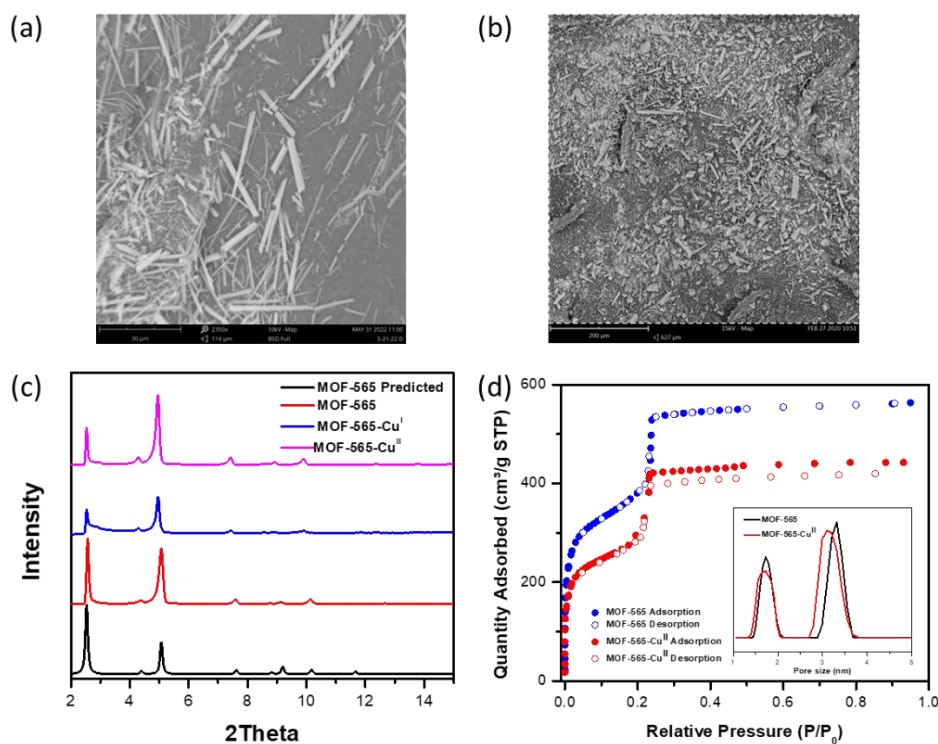 (a)
(b)
30 µm
2350x
114 µm
10kV -Map
BSD Full
MAY 31 2022 11:00
5-21-22 D
200 µm
627 µm
15kV - Map
FEB 27 2020 10:51
(c)
MOF-565 Predicted
MOF-565
MOF-565-Cuᴵ
MOF-565-Cuᴵᴵ
Intensity
2 4 6 8 10 12 14
2Theta
(d)
Quantity Adsorbed (cm³/g STP)
600
400
200
0
MOF-565 Adsorption
MOF-565 Desorption
MOF-565-Cuᴵᴵ Adsorption
MOF-565-Cuᴵᴵ Desorption
MOF-565
MOF-565-Cuᴵᴵ
1 2 3 4 5
Pore size (nm)
0.0 0.2 0.4 0.6 0.8 1.0
Relative Pressure (P/P₀)